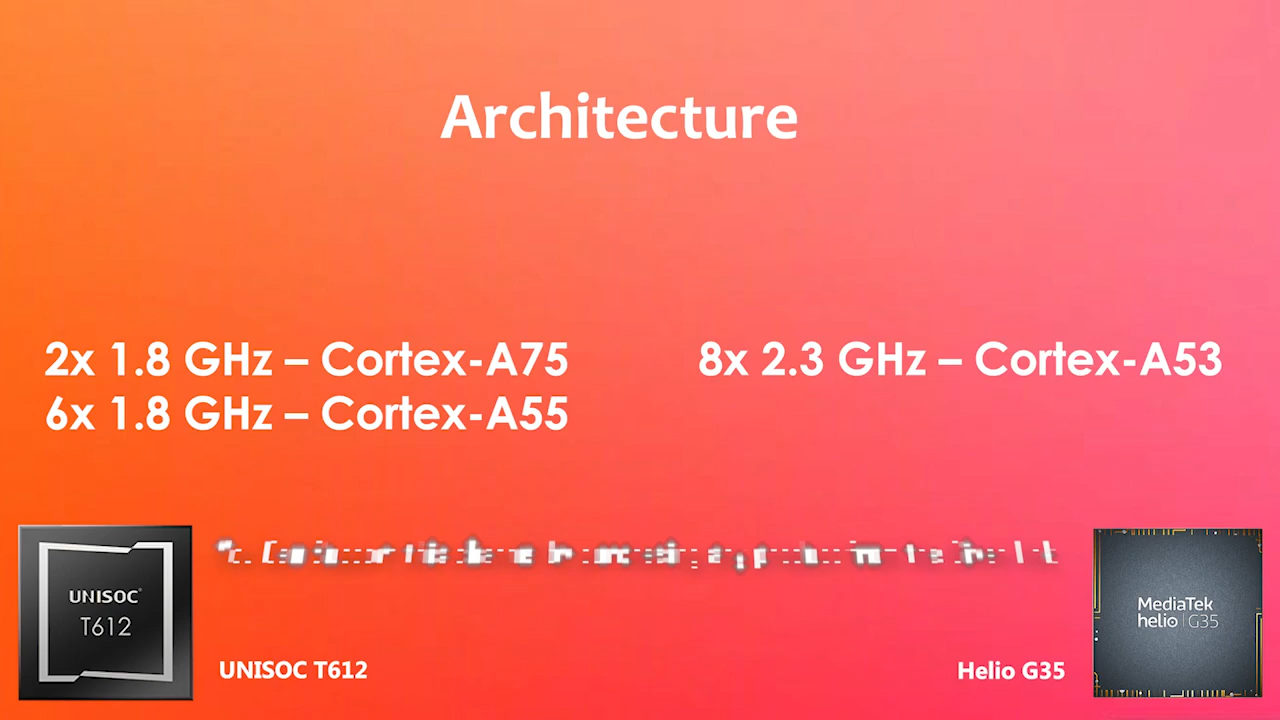 Architecture
2x 1.8 GHz – Cortex-A75
6x 1.8 GHz – Cortex-A55
8x 2.3 GHz – Cortex-A53
UNISOC®
T612
UNISOC T612
Helio G35
MediaTek
helio | G35